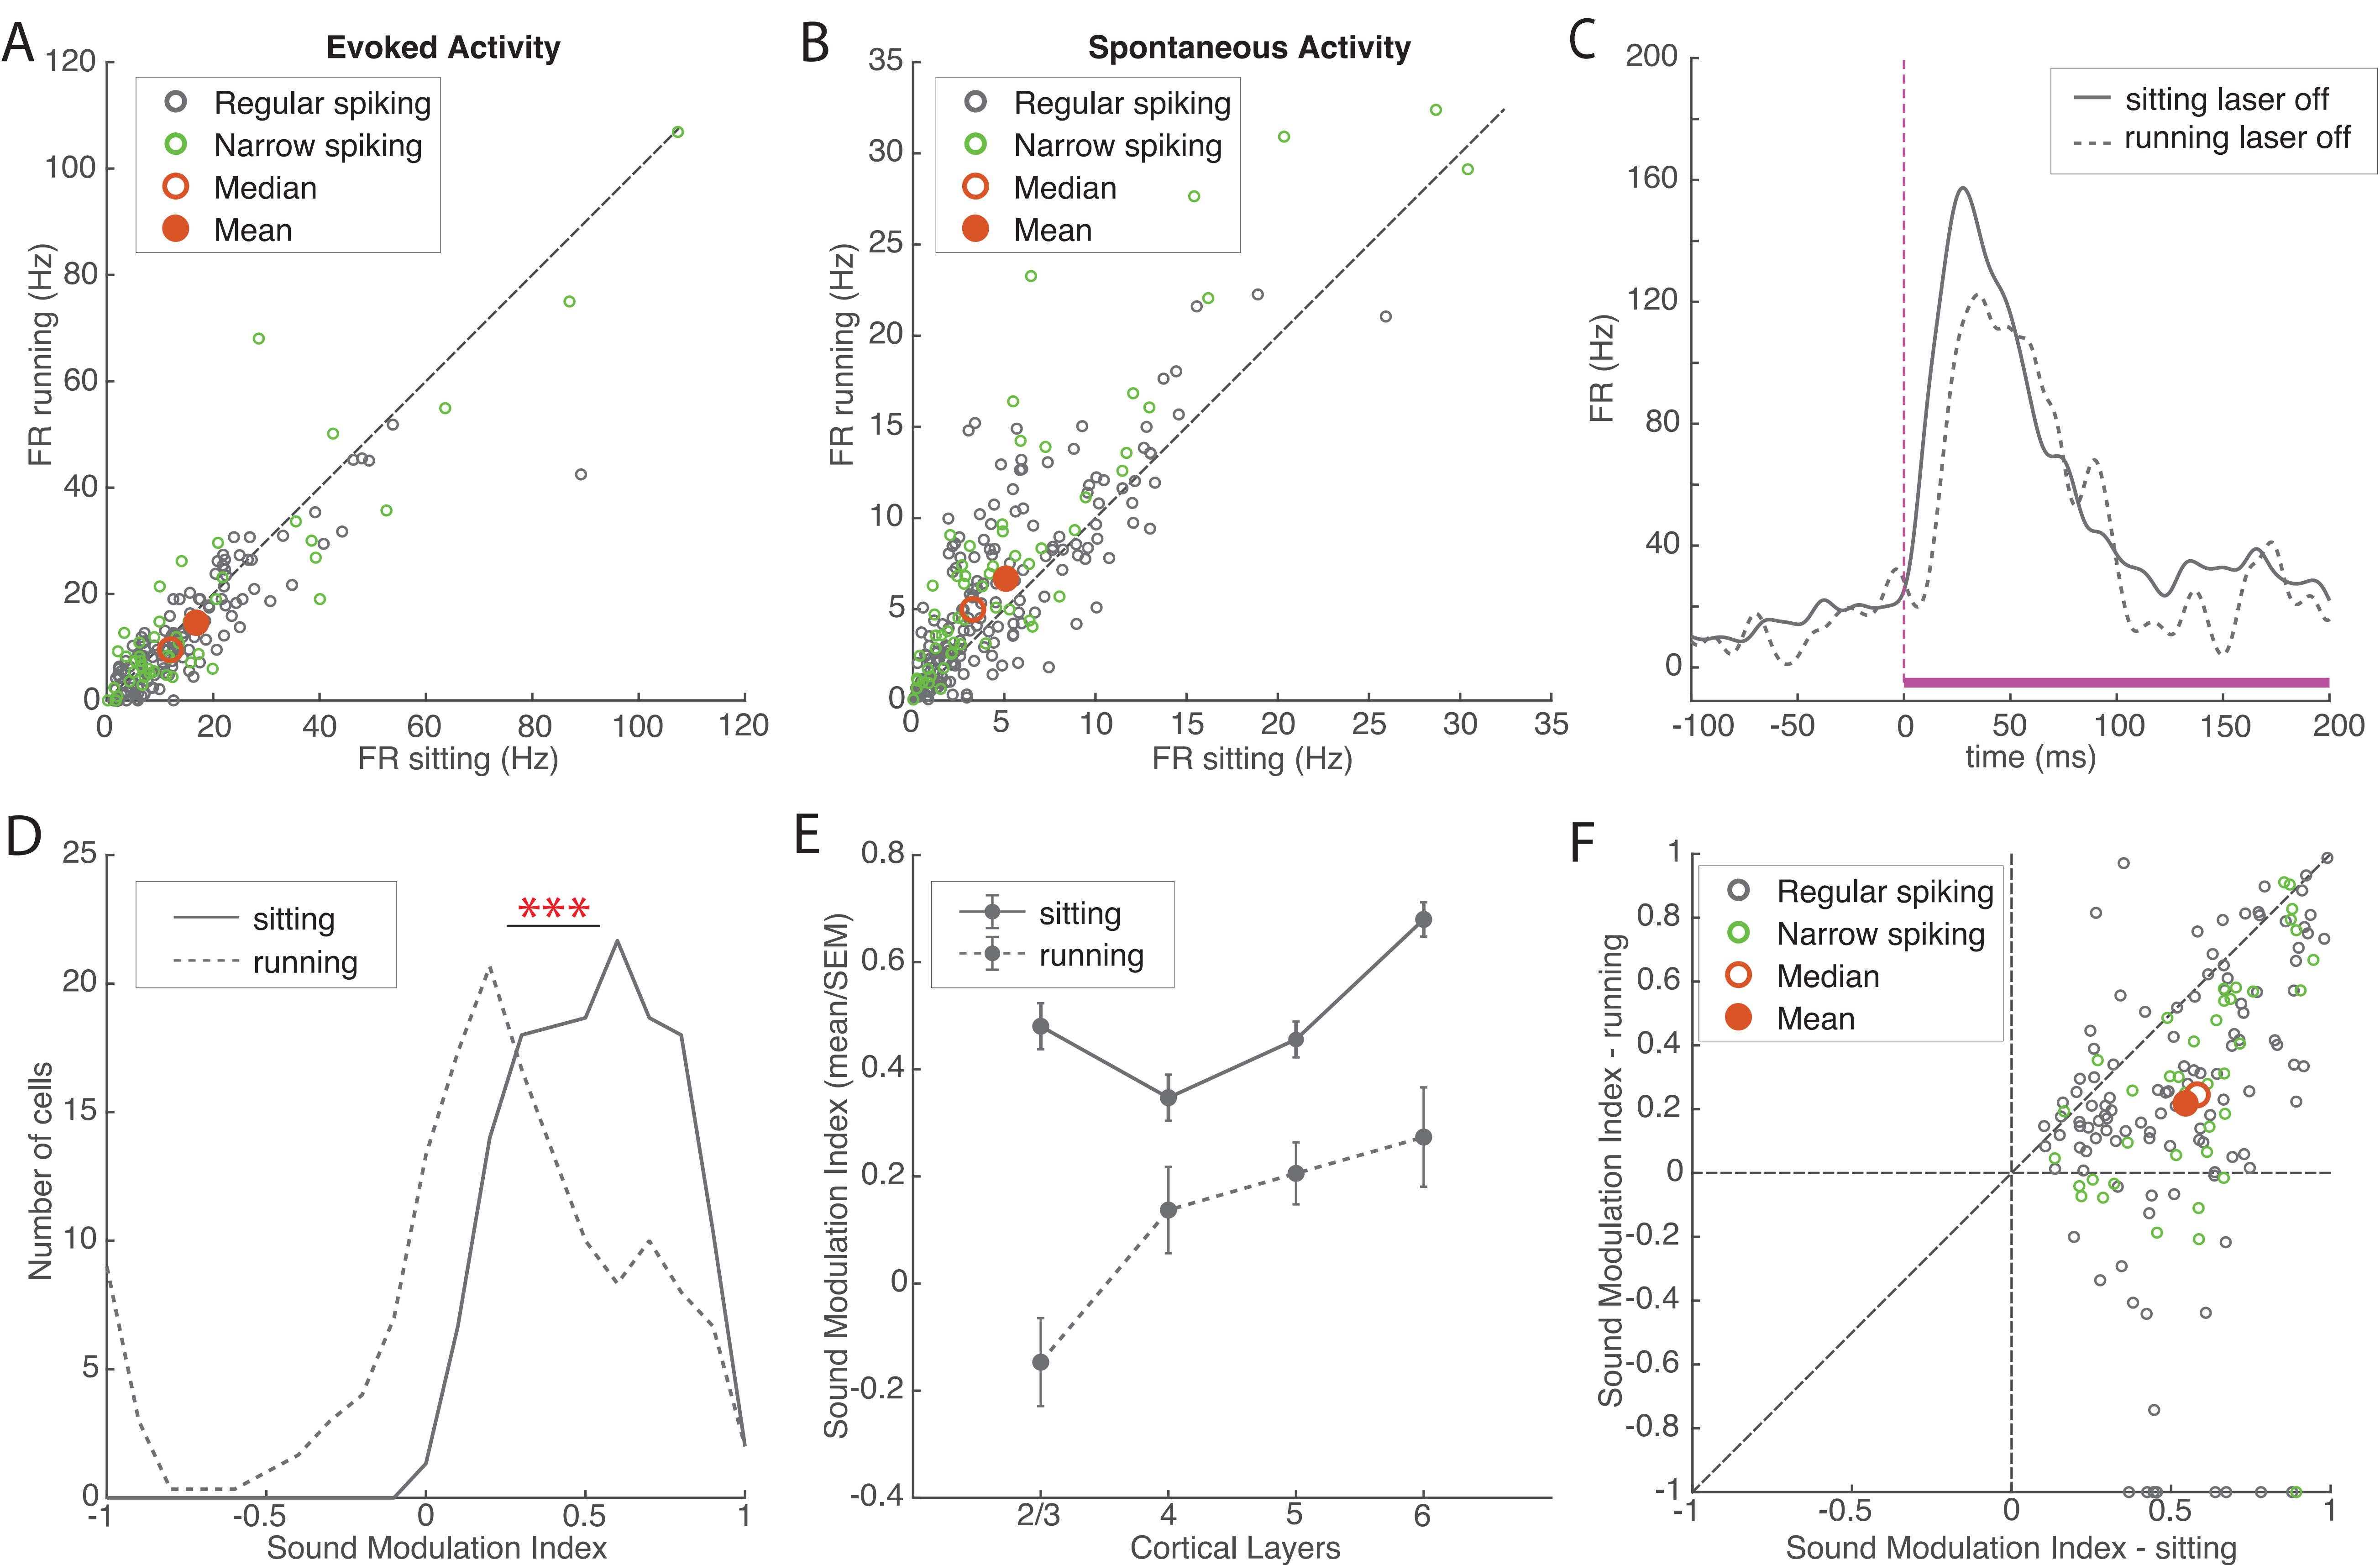 A
Evoked Activity
120
100
80
60
40
20
0
FR running (Hz)
Regular spiking
Narrow spiking
Median
Mean
0 20 40 60 80 100 120
FR sitting (Hz)
B
Spontaneous Activity
35
30
25
20
15
10
5
0
FR running (Hz)
Regular spiking
Narrow spiking
Median
Mean
0 5 10 15 20 25 30 35
FR sitting (Hz)
C
200
160
120
80
40
0
FR (Hz)
sitting laser off
running laser off
-100 -50 0 50 100 150 200
time (ms)
D
25
20
15
10
5
0
Number of cells
sitting
running
***
-1 -0.5 0 0.5 1
Sound Modulation Index
E
0.8
0.6
0.4
0.2
0
-0.2
-0.4
Sound Modulation Index (mean/SEM)
sitting
running
2/3 4 5 6
Cortical Layers
F
1
0.8
0.6
0.4
0.2
0
-0.2
-0.4
-0.6
-0.8
-1
Sound Modulation Index - running
Regular spiking
Narrow spiking
Median
Mean
-1 -0.5 0 0.5 1
Sound Modulation Index - sitting